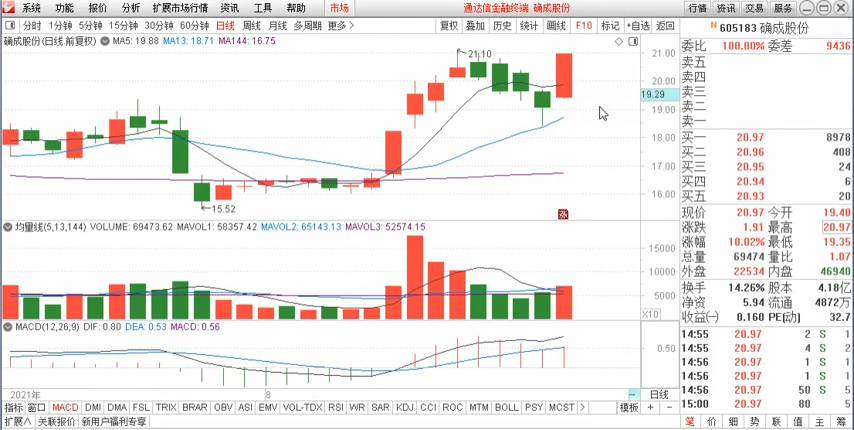 系统 功能 报价 分析 扩展市场行情 资讯 工具 帮助 市场 通达信金融终端 确成股份 行情 资讯 交易 服务
分时 1分钟 5分钟 15分钟 30分钟 60分钟 日线 周线 月线 多周期 更多> 复权 叠加 历史 统计 画线 F10 标记 +自选 返回
确成股份(日线.前复权) MA5: 19.88 MA13: 18.71 MA144: 16.75
21.10
21.00
20.00
19.29
18.00
17.00
16.00
15.52
涨
均量线(5,13,144) VOLUME: 69473.62 MAVOL1: 58357.42 MAVOL2: 65143.13 MAVOL3: 52574.15
15000
10000
5000
X10
MACD(12,26,9) DIF: 0.80 DEA: 0.53 MACD: 0.56
0.50
2021年 8 日线
指标 窗口 MACD DMI DMA FSL TRIX BRAR OBV ASI EMV VOL-TDX RSI WR SAR KDJ CCI ROC MTM BOLL PSY MCST > 模板 + −
扩展∧ 关联报价 新用户福利专享
N 605183 确成股份
委比 100.00% 委差 9436
卖五
卖四
卖三
卖二
卖一
买一 20.97 8978
买二 20.96 408
买三 20.95 24
买四 20.94 6
买五 20.93 20
现价 20.97 今开 19.40
涨跌 1.91 最高 20.97
涨幅 10.02% 最低 19.35
总量 69474 量比 1.07
外盘 22534 内盘 46940
换手 14.26% 股本 4.18亿
净资 5.94 流通 4872万
收益(一) 0.160 PE(动) 32.7
14:55 20.97 2 S 1
14:55 20.97 4 S 2
14:56 20.97 1 S 1
14:56 20.97 1 S 1
14:56 20.97 50 S 5
15:00 20.97 80 5
笔 价 细 势 联 值 主 筹